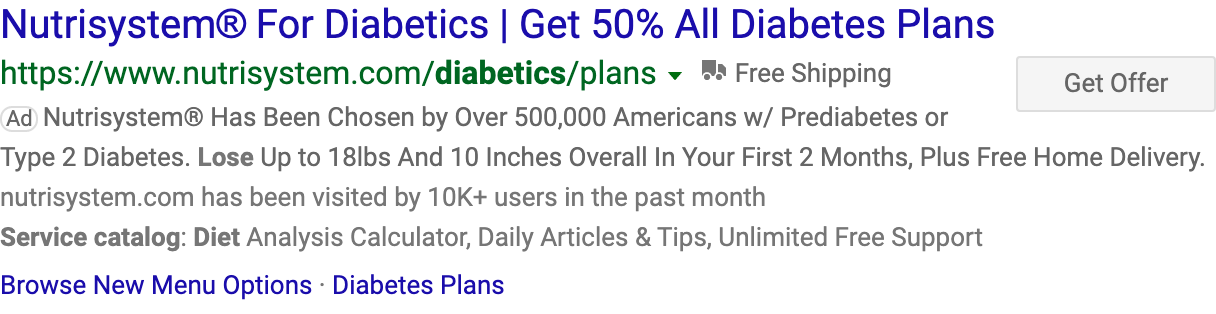 Nutrisystem® For Diabetics | Get 50% All Diabetes Plans
https://www.nutrisystem.com/diabetics/plans Free Shipping
Get Offer
Ad Nutrisystem® Has Been Chosen by Over 500,000 Americans w/ Prediabetes or
Type 2 Diabetes. Lose Up to 18lbs And 10 Inches Overall In Your First 2 Months, Plus Free Home Delivery.
nutrisystem.com has been visited by 10K+ users in the past month
Service catalog: Diet Analysis Calculator, Daily Articles & Tips, Unlimited Free Support
Browse New Menu Options · Diabetes Plans